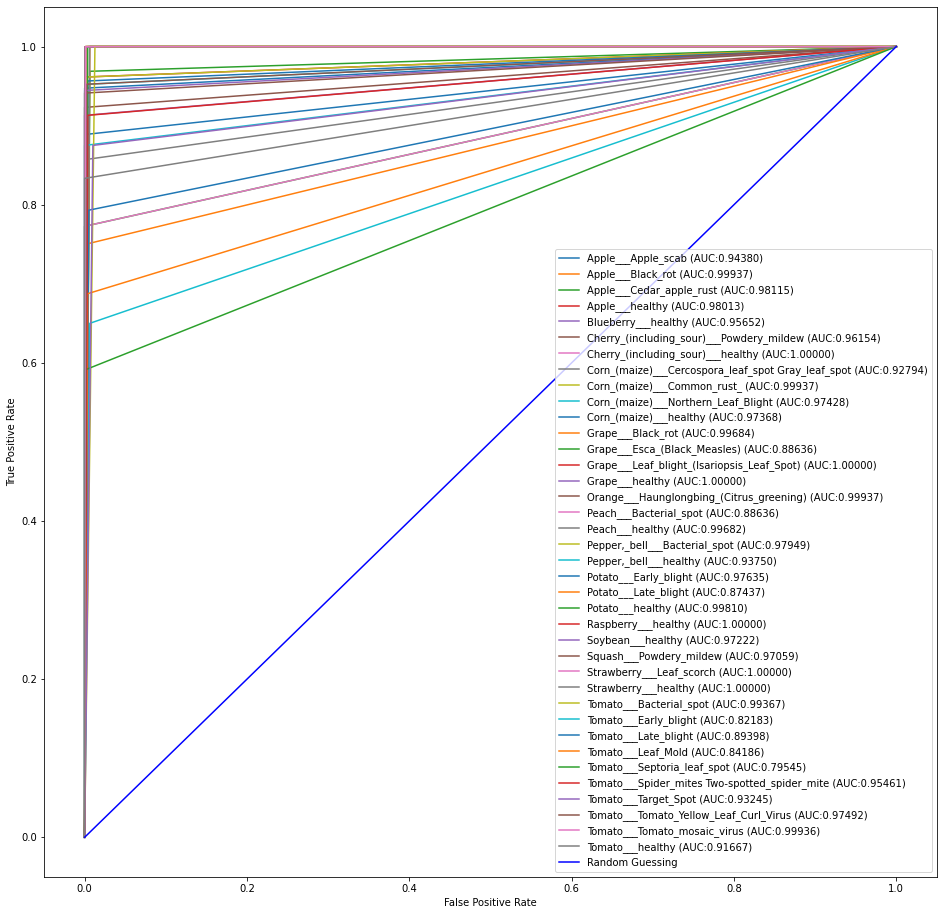 1.0
0.8
0.6
0.4
0.2
0.0
True Positive Rate
Apple___Apple_scab (AUC:0.94380)
Apple___Black_rot (AUC:0.99937)
Apple___Cedar_apple_rust (AUC:0.98115)
Apple___healthy (AUC:0.98013)
Blueberry___healthy (AUC:0.95652)
Cherry_(including_sour)___Powdery_mildew (AUC:0.96154)
Cherry_(including_sour)___healthy (AUC:1.00000)
Corn_(maize)___Cercospora_leaf_spot Gray_leaf_spot (AUC:0.92794)
Corn_(maize)___Common_rust_ (AUC:0.99937)
Corn_(maize)___Northern_Leaf_Blight (AUC:0.97428)
Corn_(maize)___healthy (AUC:0.97368)
Grape___Black_rot (AUC:0.99684)
Grape___Esca_(Black_Measles) (AUC:0.88636)
Grape___Leaf_blight_(Isariopsis_Leaf_Spot) (AUC:1.00000)
Grape___healthy (AUC:1.00000)
Orange___Haunglongbing_(Citrus_greening) (AUC:0.99937)
Peach___Bacterial_spot (AUC:0.88636)
Peach___healthy (AUC:0.99682)
Pepper,_bell___Bacterial_spot (AUC:0.97949)
Pepper,_bell___healthy (AUC:0.93750)
Potato___Early_blight (AUC:0.97635)
Potato___Late_blight (AUC:0.87437)
Potato___healthy (AUC:0.99810)
Raspberry___healthy (AUC:1.00000)
Soybean___healthy (AUC:0.97222)
Squash___Powdery_mildew (AUC:0.97059)
Strawberry___Leaf_scorch (AUC:1.00000)
Strawberry___healthy (AUC:1.00000)
Tomato___Bacterial_spot (AUC:0.99367)
Tomato___Early_blight (AUC:0.82183)
Tomato___Late_blight (AUC:0.89398)
Tomato___Leaf_Mold (AUC:0.84186)
Tomato___Septoria_leaf_spot (AUC:0.79545)
Tomato___Spider_mites Two-spotted_spider_mite (AUC:0.95461)
Tomato___Target_Spot (AUC:0.93245)
Tomato___Tomato_Yellow_Leaf_Curl_Virus (AUC:0.97492)
Tomato___Tomato_mosaic_virus (AUC:0.99936)
Tomato___healthy (AUC:0.91667)
Random Guessing
0.0 0.2 0.4 0.6 0.8 1.0
False Positive Rate